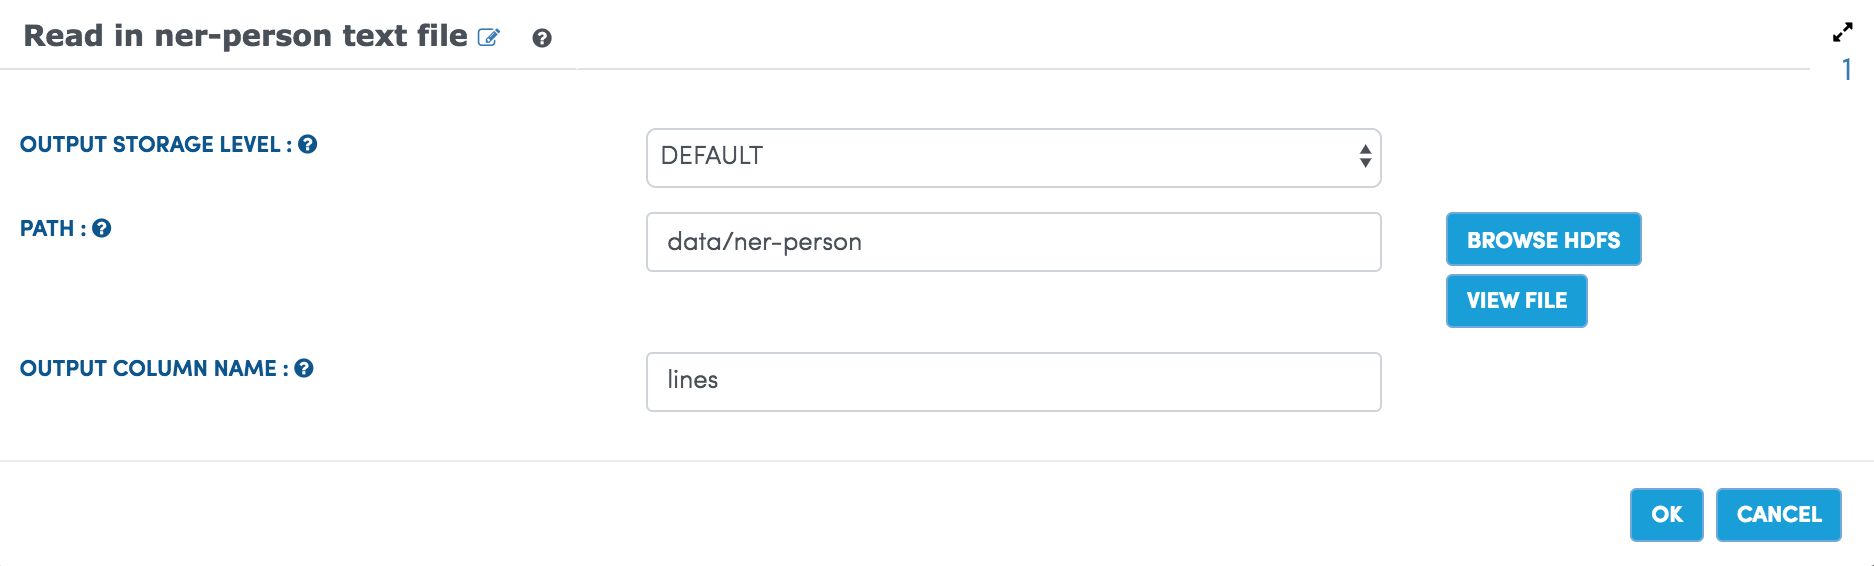 Read in ner-person text file
1
OUTPUT STORAGE LEVEL :
DEFAULT
PATH :
data/ner-person
BROWSE HDFS
VIEW FILE
OUTPUT COLUMN NAME :
lines
OK
CANCEL